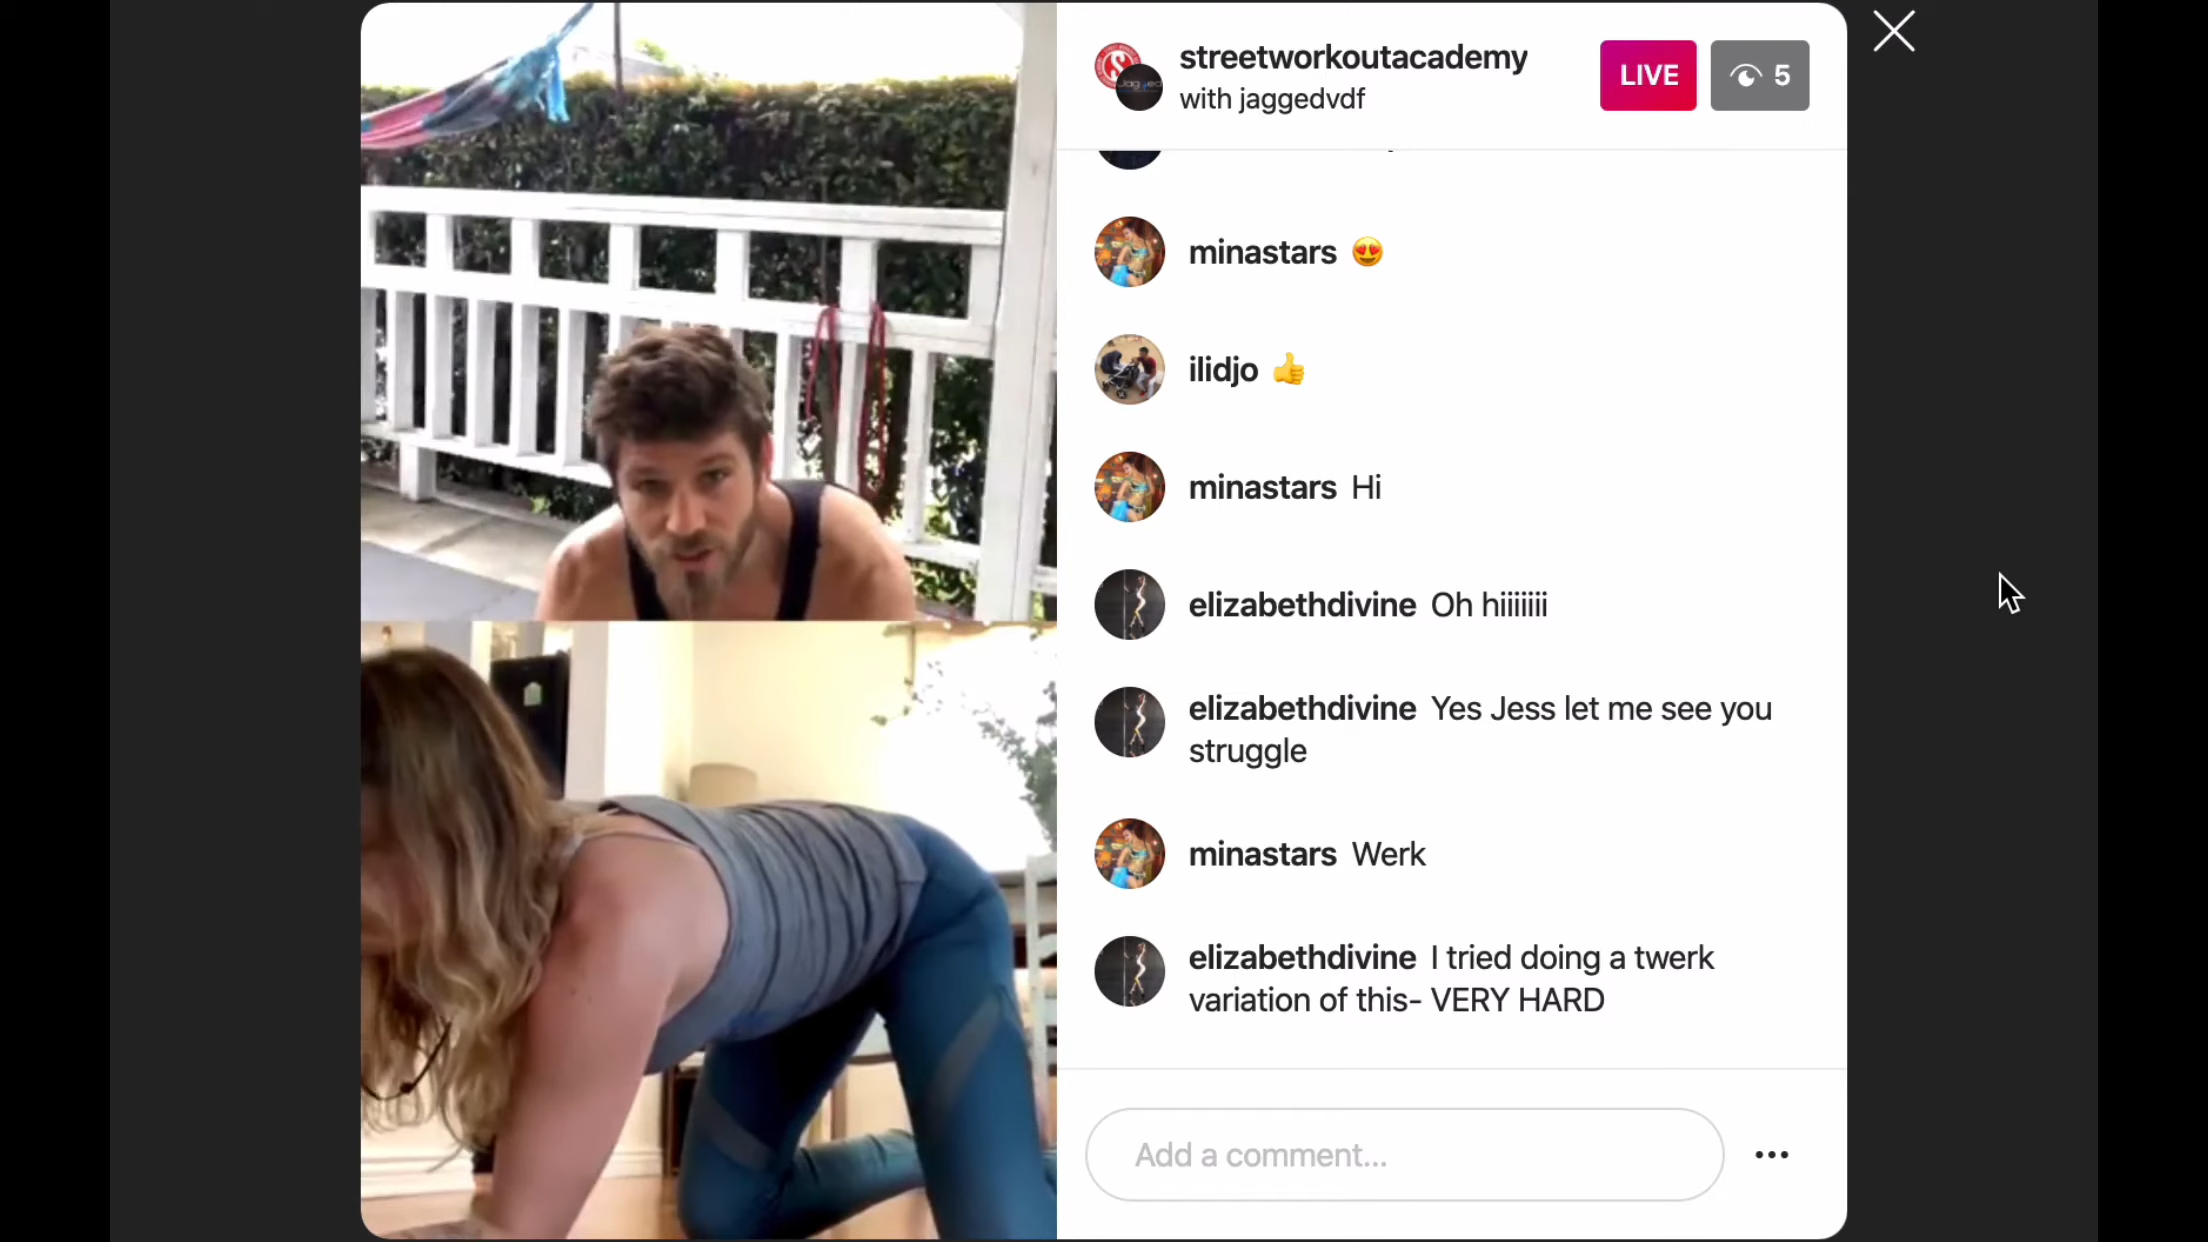 streetworkoutacademy
with jaggedvdf
LIVE
5
minastars 😍
ilidjo 👍
minastars Hi
elizabethdivine Oh hiiiiiii
elizabethdivine Yes Jess let me see you
struggle
minastars Werk
elizabethdivine I tried doing a twerk
variation of this- VERY HARD
Add a comment...